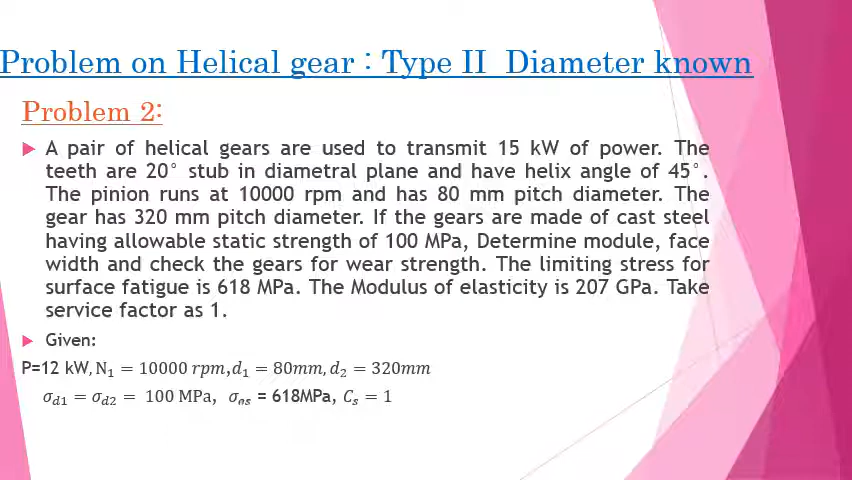 Problem on Helical gear : Type II Diameter known
Problem 2:
A pair of helical gears are used to transmit 15 kW of power. The
teeth are 20° stub in diametral plane and have helix angle of 45°.
The pinion runs at 10000 rpm and has 80 mm pitch diameter. The
gear has 320 mm pitch diameter. If the gears are made of cast steel
having allowable static strength of 100 MPa, Determine module, face
width and check the gears for wear strength. The limiting stress for
surface fatigue is 618 MPa. The Modulus of elasticity is 207 GPa. Take
service factor as 1.
Given:
P=12 kW, N₁ = 10000 rpm, d₁ = 80mm, d₂ = 320mm
σ_d1 = σ_d2 = 100 MPa, σ_es = 618MPa, C_s = 1